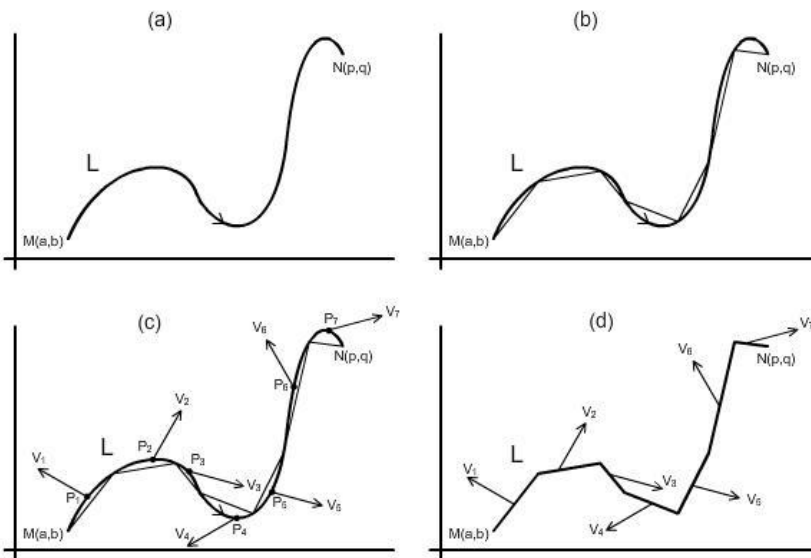 (a)
N(p,q)
L
M(a,b)
(b)
N(p,q)
L
M(a,b)
(c)
P7
V7
V6
N(p,q)
P6
V2
L
P2
V1
P3
P1
V3
P5
V5
M(a,b)
V4
P4
(d)
V7
V6
N(p,q)
V2
L
V1
V3
V5
M(a,b)
V4